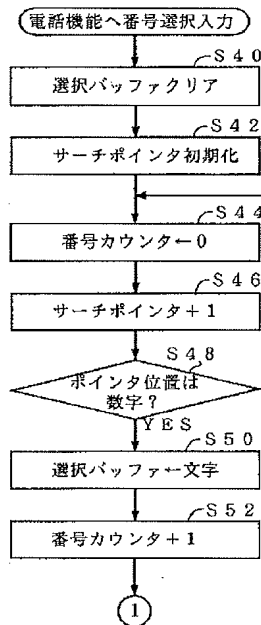 電話機能へ番号選択入力
S40
選択バッファクリア
S42
サーチポインタ初期化
S44
番号カウンタ←0
S46
サーチポインタ+1
S48
ポインタ位置は
数字?
YES
S50
選択バッファ←文字
S52
番号カウンタ+1
1